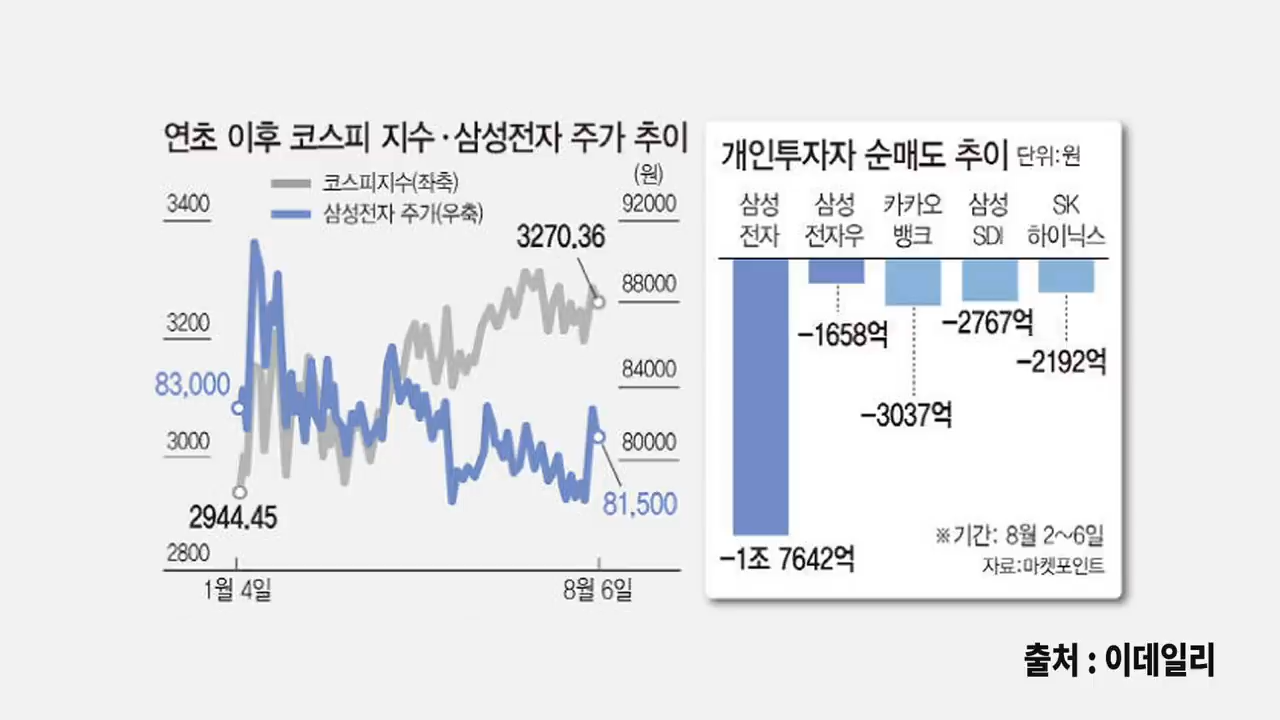 연초 이후 코스피 지수·삼성전자 주가 추이
코스피지수(좌축)
삼성전자 주가(우축)
(원)
3400
3200
3000
2800
92000
88000
84000
80000
3270.36
83,000
2944.45
81,500
1월 4일
8월 6일
개인투자자 순매도 추이 단위:원
삼성 전자
삼성 전자우
카카오 뱅크
삼성 SDI
SK 하이닉스
-1조 7642억
-1658억
-3037억
-2767억
-2192억
※기간: 8월 2~6일
자료:마켓포인트
출처 : 이데일리